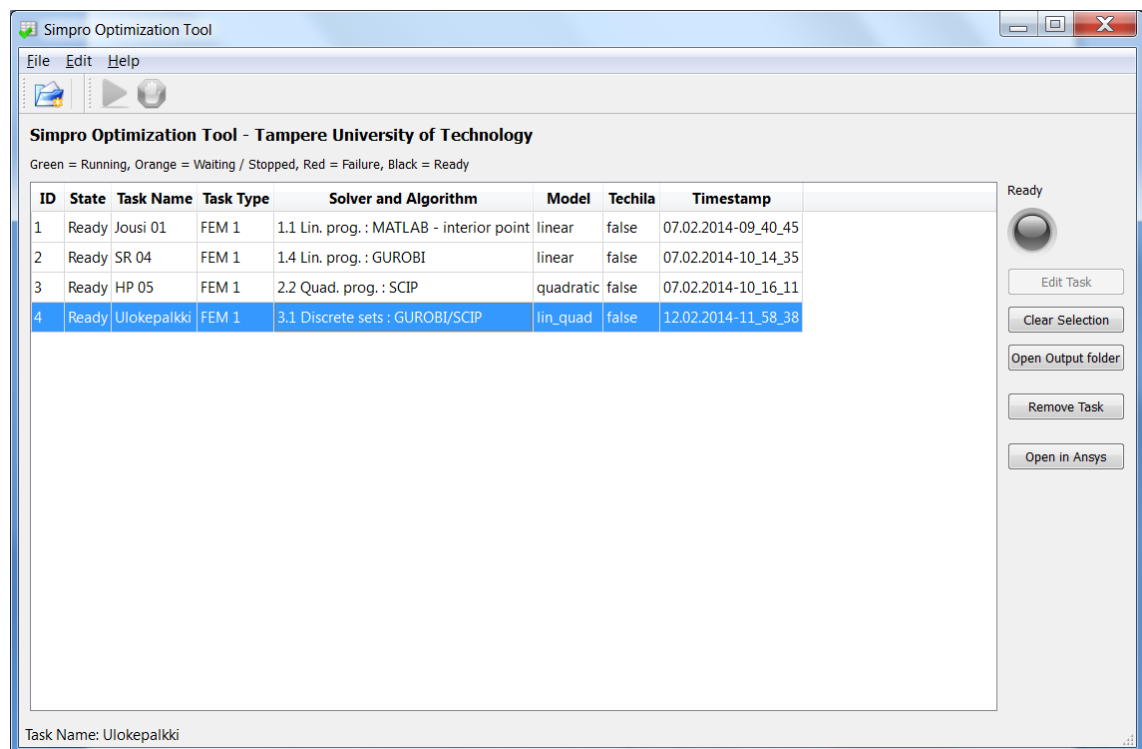 Simpro Optimization Tool
File Edit Help
Simpro Optimization Tool - Tampere University of Technology
Green = Running, Orange = Waiting / Stopped, Red = Failure, Black = Ready
ID State Task Name Task Type Solver and Algorithm Model Techila Timestamp
1 Ready Jousi 01 FEM 1 1.1 Lin. prog. : MATLAB - interior point linear false 07.02.2014-09_40_45
2 Ready SR 04 FEM 1 1.4 Lin. prog. : GUROBI linear false 07.02.2014-10_14_35
3 Ready HP 05 FEM 1 2.2 Quad. prog. : SCIP quadratic false 07.02.2014-10_16_11
4 Ready Ulokepalkki FEM 1 3.1 Discrete sets : GUROBI/SCIP lin_quad false 12.02.2014-11_58_38
Ready
Edit Task
Clear Selection
Open Output folder
Remove Task
Open in Ansys
Task Name: Ulokepalkki